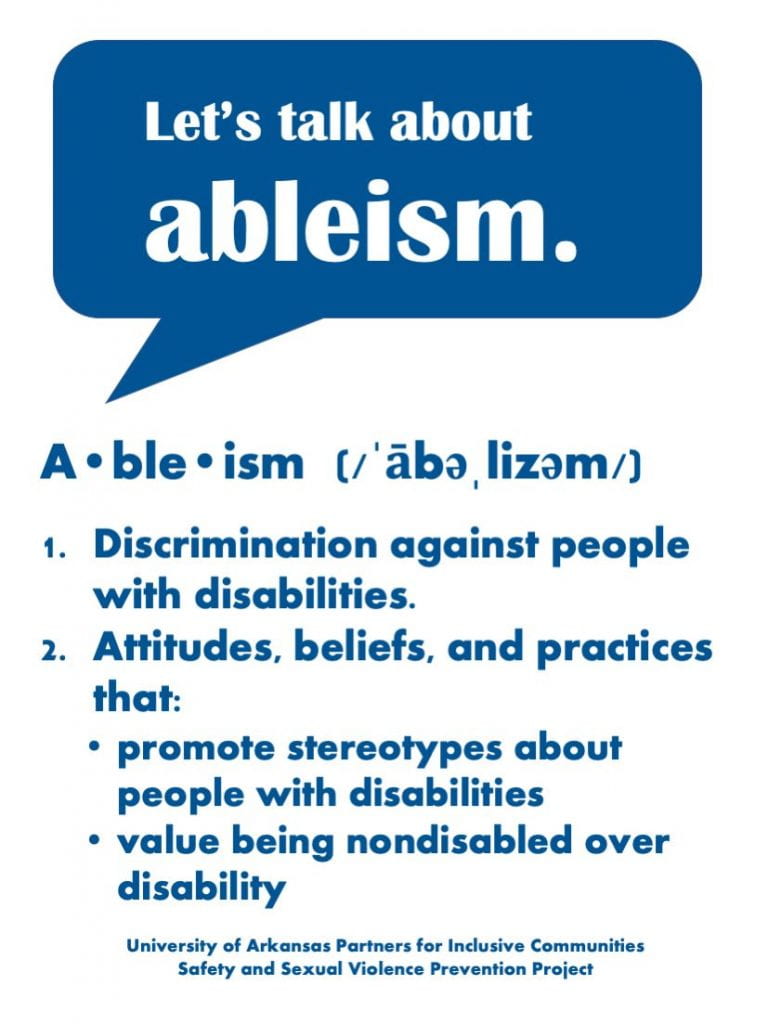 Let's talk about
ableism.
A•ble•ism (/ˈābəˌlizəm/)
1. Discrimination against people
with disabilities.
2. Attitudes, beliefs, and practices
that:
• promote stereotypes about
people with disabilities
• value being nondisabled over
disability
University of Arkansas Partners for Inclusive Communities
Safety and Sexual Violence Prevention Project